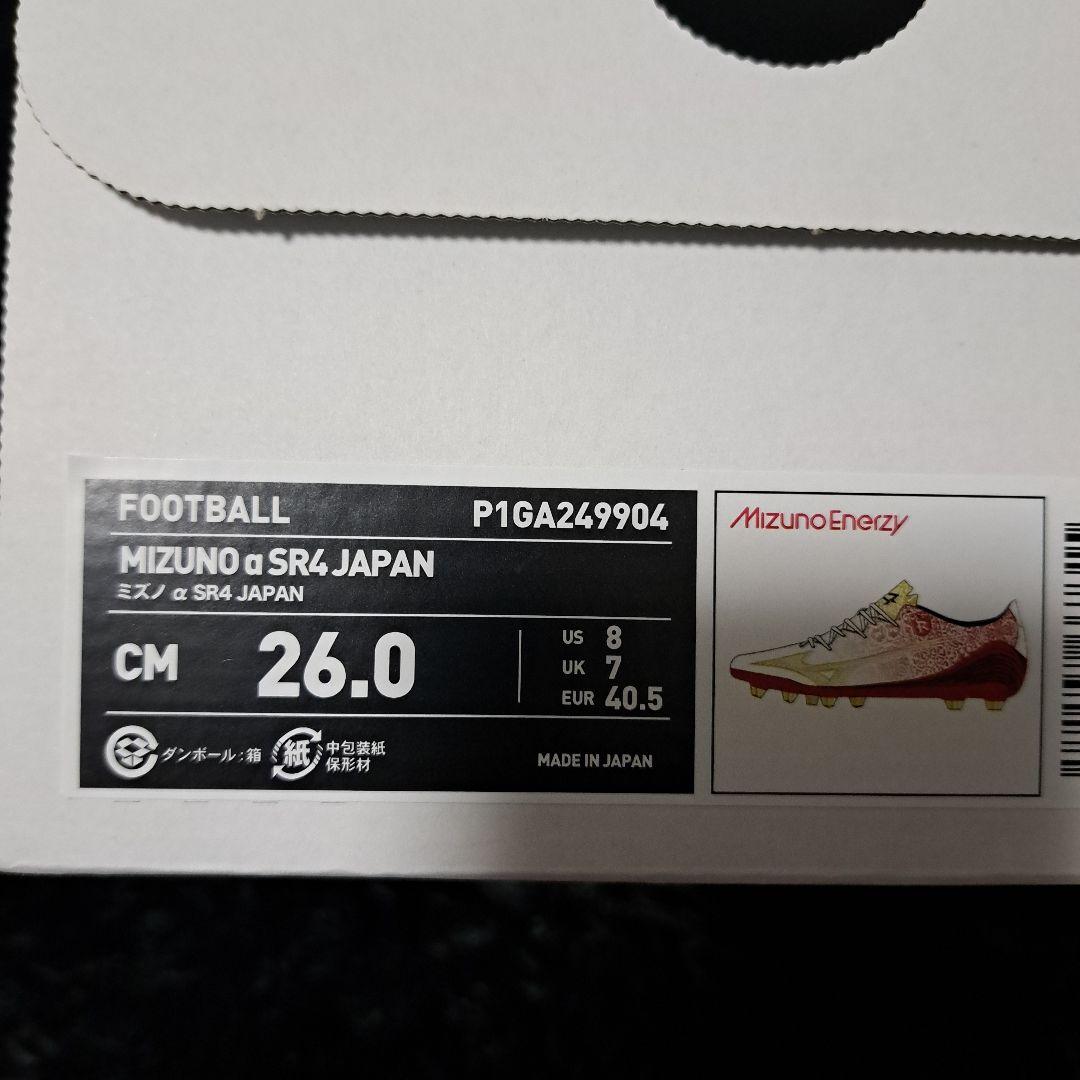 FOOTBALL P1GA249904
MIZUNO α SR4 JAPAN
ミズノ α SR4 JAPAN
CM 26.0
US 8
UK 7
EUR 40.5
ダンボール：箱
紙 中包装紙
保形材
MADE IN JAPAN
MizunoEnerzy
4
R